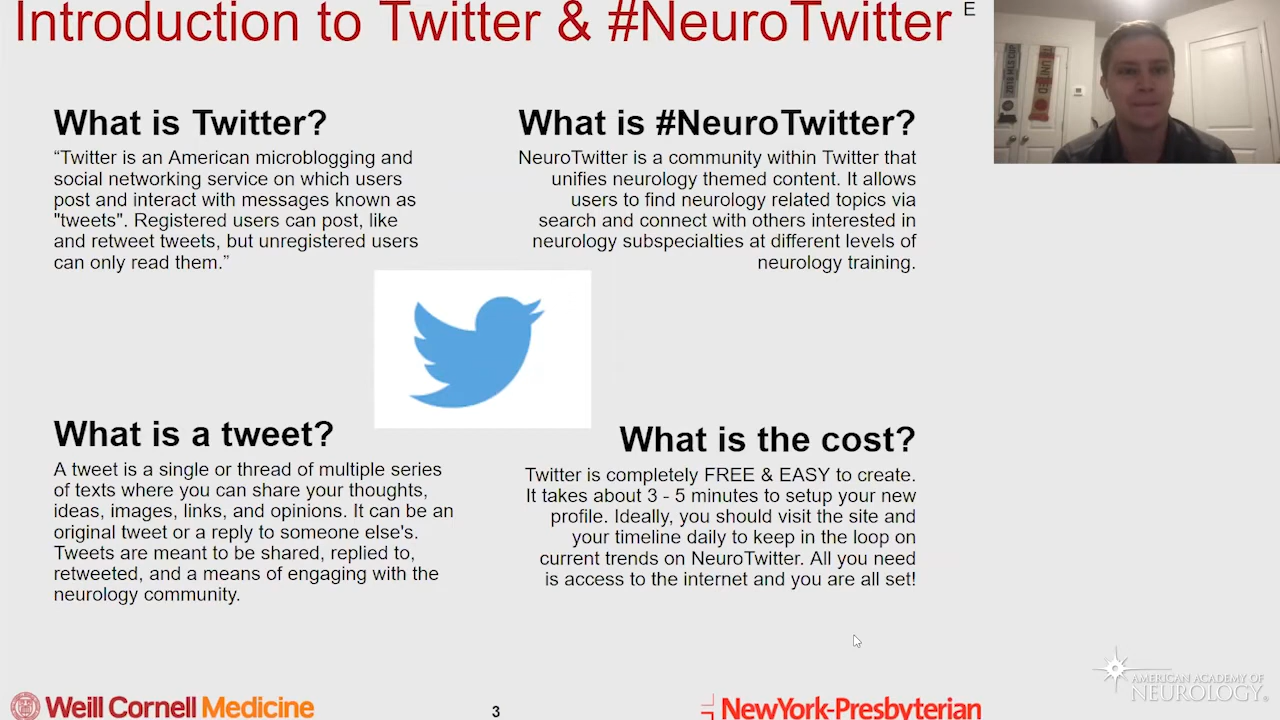 Introduction to Twitter & #NeuroTwitter
E
What is Twitter?
“Twitter is an American microblogging and
social networking service on which users
post and interact with messages known as
"tweets". Registered users can post, like
and retweet tweets, but unregistered users
can only read them.”
What is #NeuroTwitter?
NeuroTwitter is a community within Twitter that
unifies neurology themed content. It allows
users to find neurology related topics via
search and connect with others interested in
neurology subspecialties at different levels of
neurology training.
What is a tweet?
A tweet is a single or thread of multiple series
of texts where you can share your thoughts,
ideas, images, links, and opinions. It can be an
original tweet or a reply to someone else's.
Tweets are meant to be shared, replied to,
retweeted, and a means of engaging with the
neurology community.
What is the cost?
Twitter is completely FREE & EASY to create.
It takes about 3 - 5 minutes to setup your new
profile. Ideally, you should visit the site and
your timeline daily to keep in the loop on
current trends on NeuroTwitter. All you need
is access to the internet and you are all set!
Weill Cornell Medicine
3
NewYork-Presbyterian
AMERICAN ACADEMY OF
NEUROLOGY®